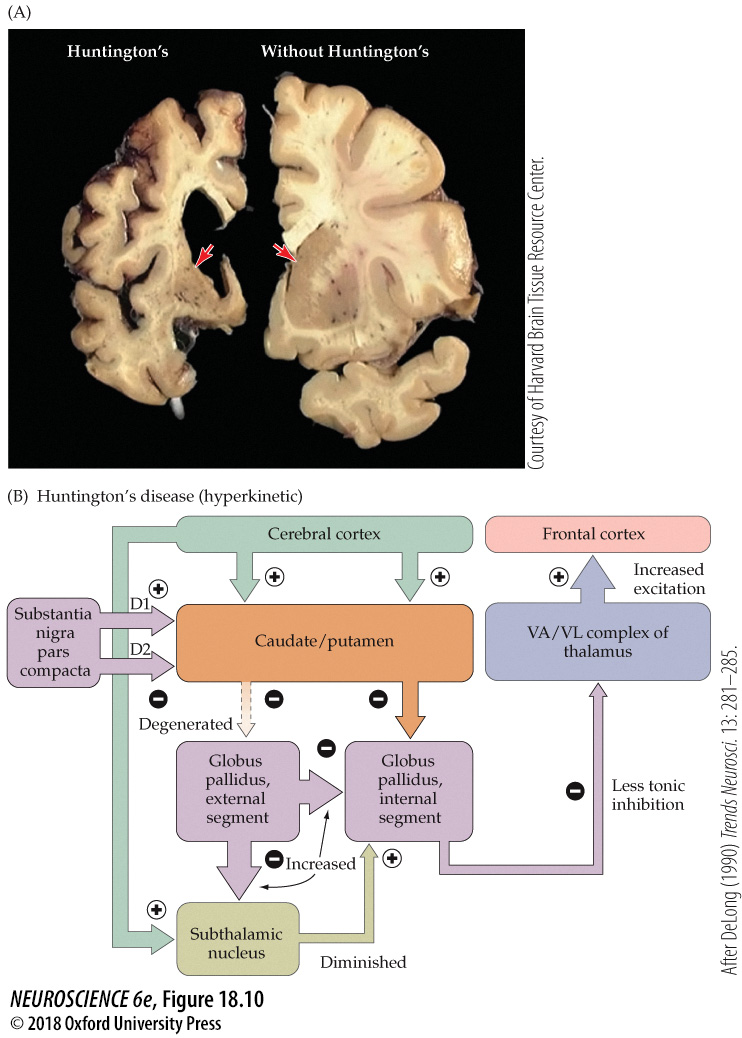 (A)
Huntington's
Without Huntington's
Courtesy of Harvard Brain Tissue Resource Center.
(B) Huntington's disease (hyperkinetic)
Cerebral cortex
Frontal cortex
+
+
+
Increased
excitation
+
D1
Substantia
nigra
pars
compacta
D2
Caudate/putamen
VA/VL complex of
thalamus
−
−
−
Degenerated
−
Globus
pallidus,
external
segment
Globus
pallidus,
internal
segment
−
Less tonic
inhibition
−
Increased
+
+
Subthalamic
nucleus
Diminished
After DeLong (1990) Trends Neurosci. 13: 281–285.
NEUROSCIENCE 6e, Figure 18.10
© 2018 Oxford University Press